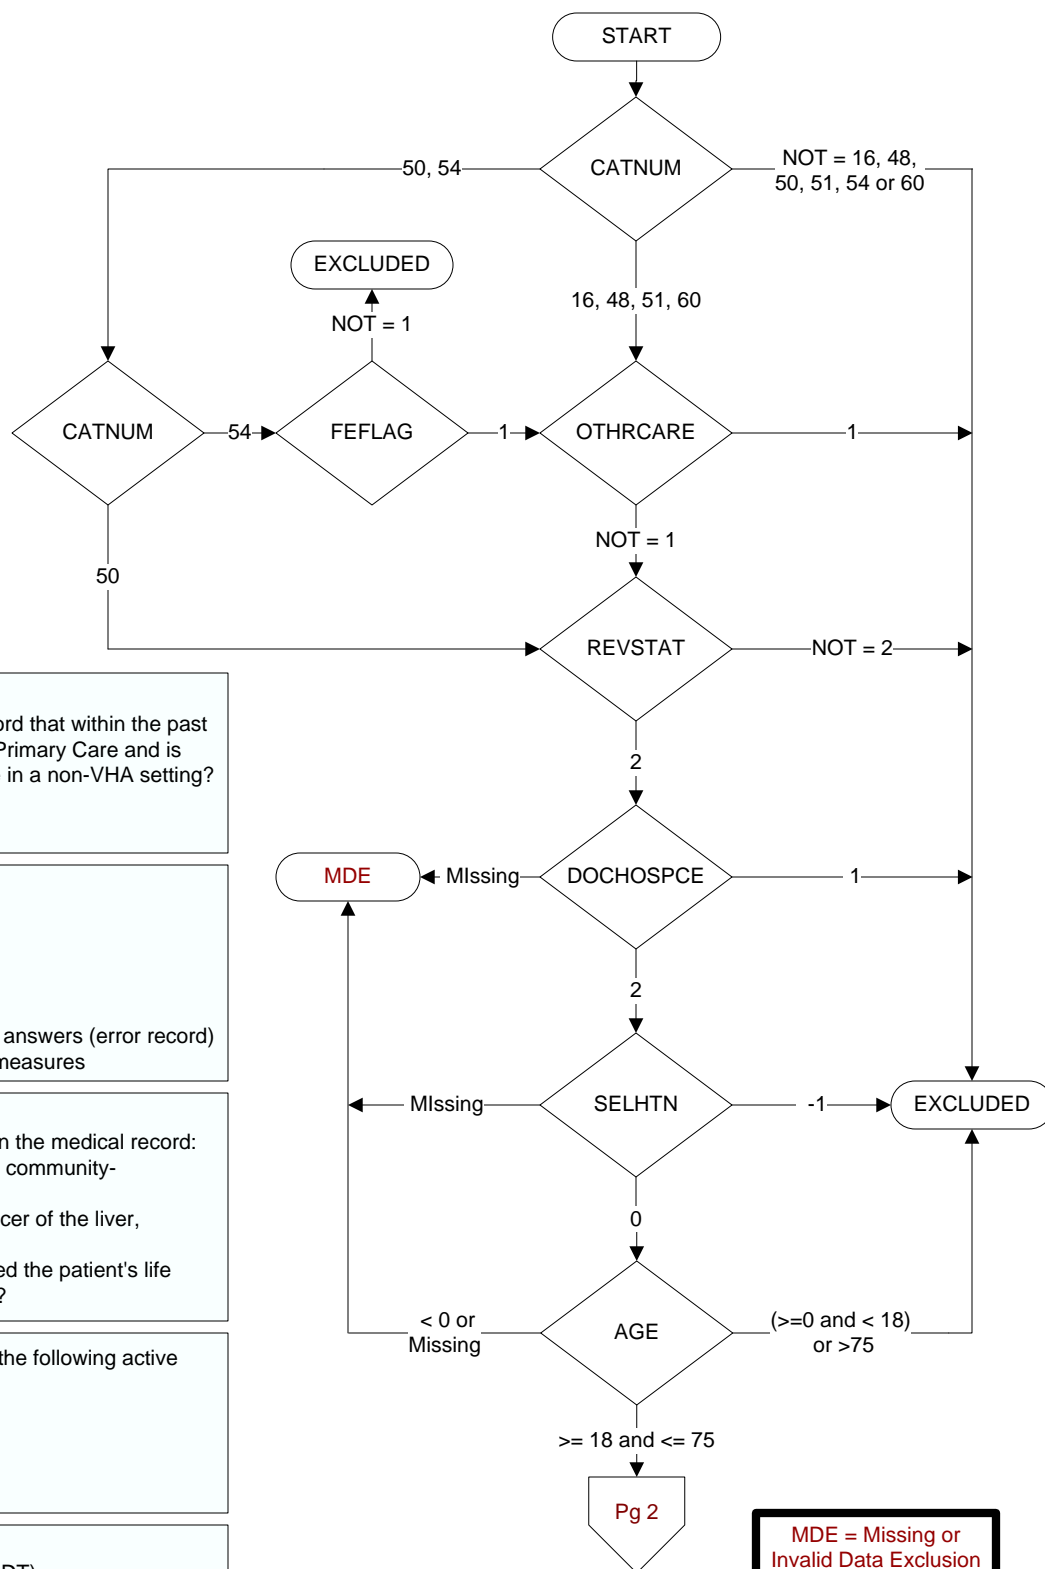 START
CATNUM
50, 54
NOT = 16, 48,
50, 51, 54 or 60
EXCLUDED
16, 48, 51, 60
NOT = 1
CATNUM
54
FEFLAG
1
OTHRCARE
1
NOT = 1
50
REVSTAT
NOT = 2
ord that within the past
Primary Care and is
in a non-VHA setting?
2
MDE
MIssing
DOCHOSPCE
1
2
answers (error record)
measures
MIssing
SELHTN
-1
EXCLUDED
n the medical record:
community-
cer of the liver,
ed the patient's life
?
0
< 0 or
Missing
AGE
(>=0 and < 18)
or >75
the following active
>= 18 and <= 75
Pg 2
MDE = Missing or
Invalid Data Exclusion
DT)